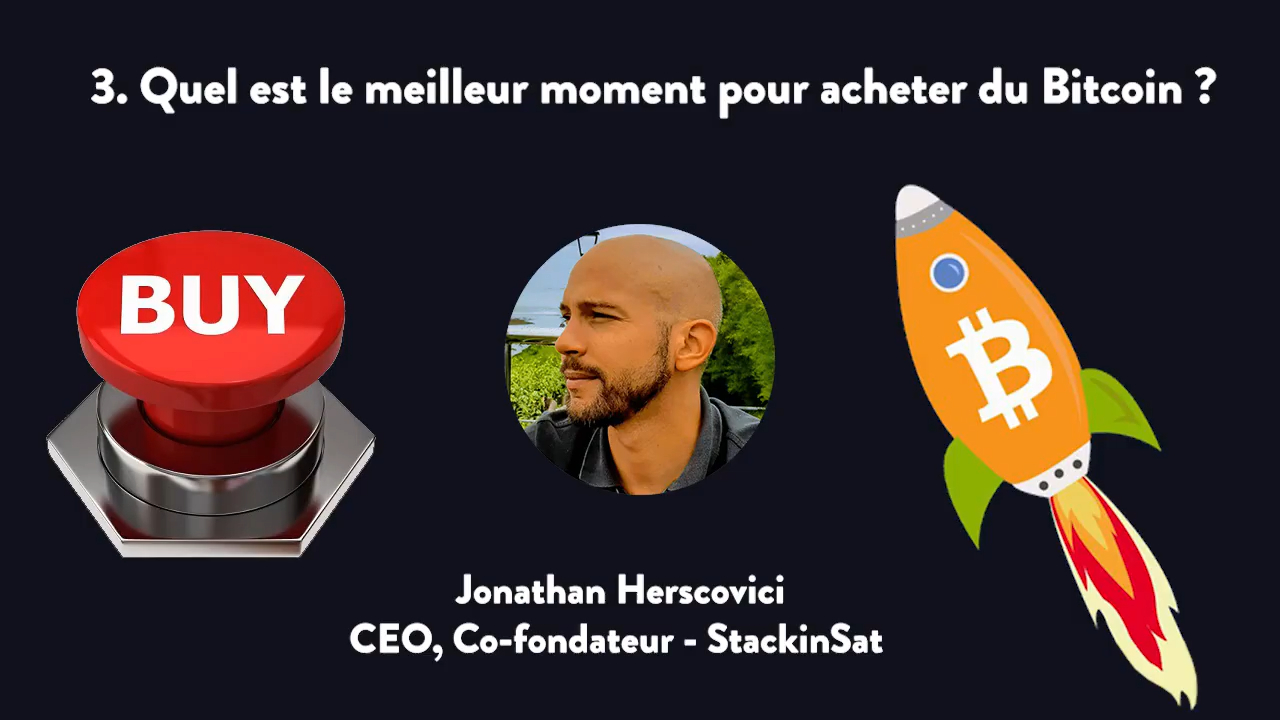 3. Quel est le meilleur moment pour acheter du Bitcoin ?
BUY
Jonathan Herscovici
CEO, Co-fondateur - StackinSat